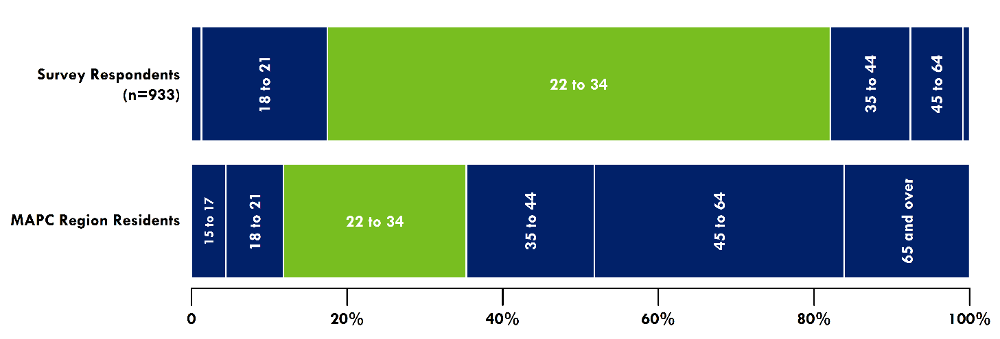 Survey Respondents
(n=933)
18 to 21
22 to 34
35 to 44
45 to 64
MAPC Region Residents
15 to 17
18 to 21
22 to 34
35 to 44
45 to 64
65 and over
0
20%
40%
60%
80%
100%